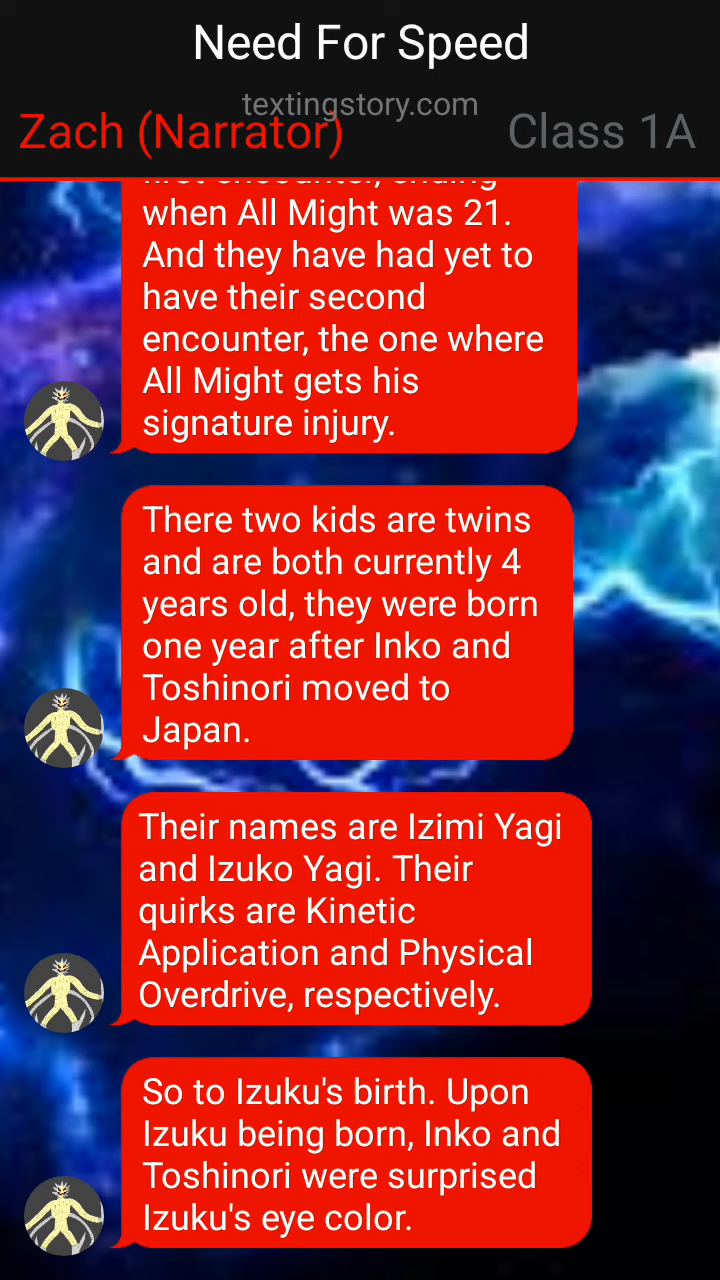 Need For Speed
textingstory.com
Zach (Narrator)
Class 1A
first encounter, ending
when All Might was 21.
And they have had yet to
have their second
encounter, the one where
All Might gets his
signature injury.
There two kids are twins
and are both currently 4
years old, they were born
one year after Inko and
Toshinori moved to
Japan.
Their names are Izimi Yagi
and Izuko Yagi. Their
quirks are Kinetic
Application and Physical
Overdrive, respectively.
So to Izuku's birth. Upon
Izuku being born, Inko and
Toshinori were surprised
Izuku's eye color.